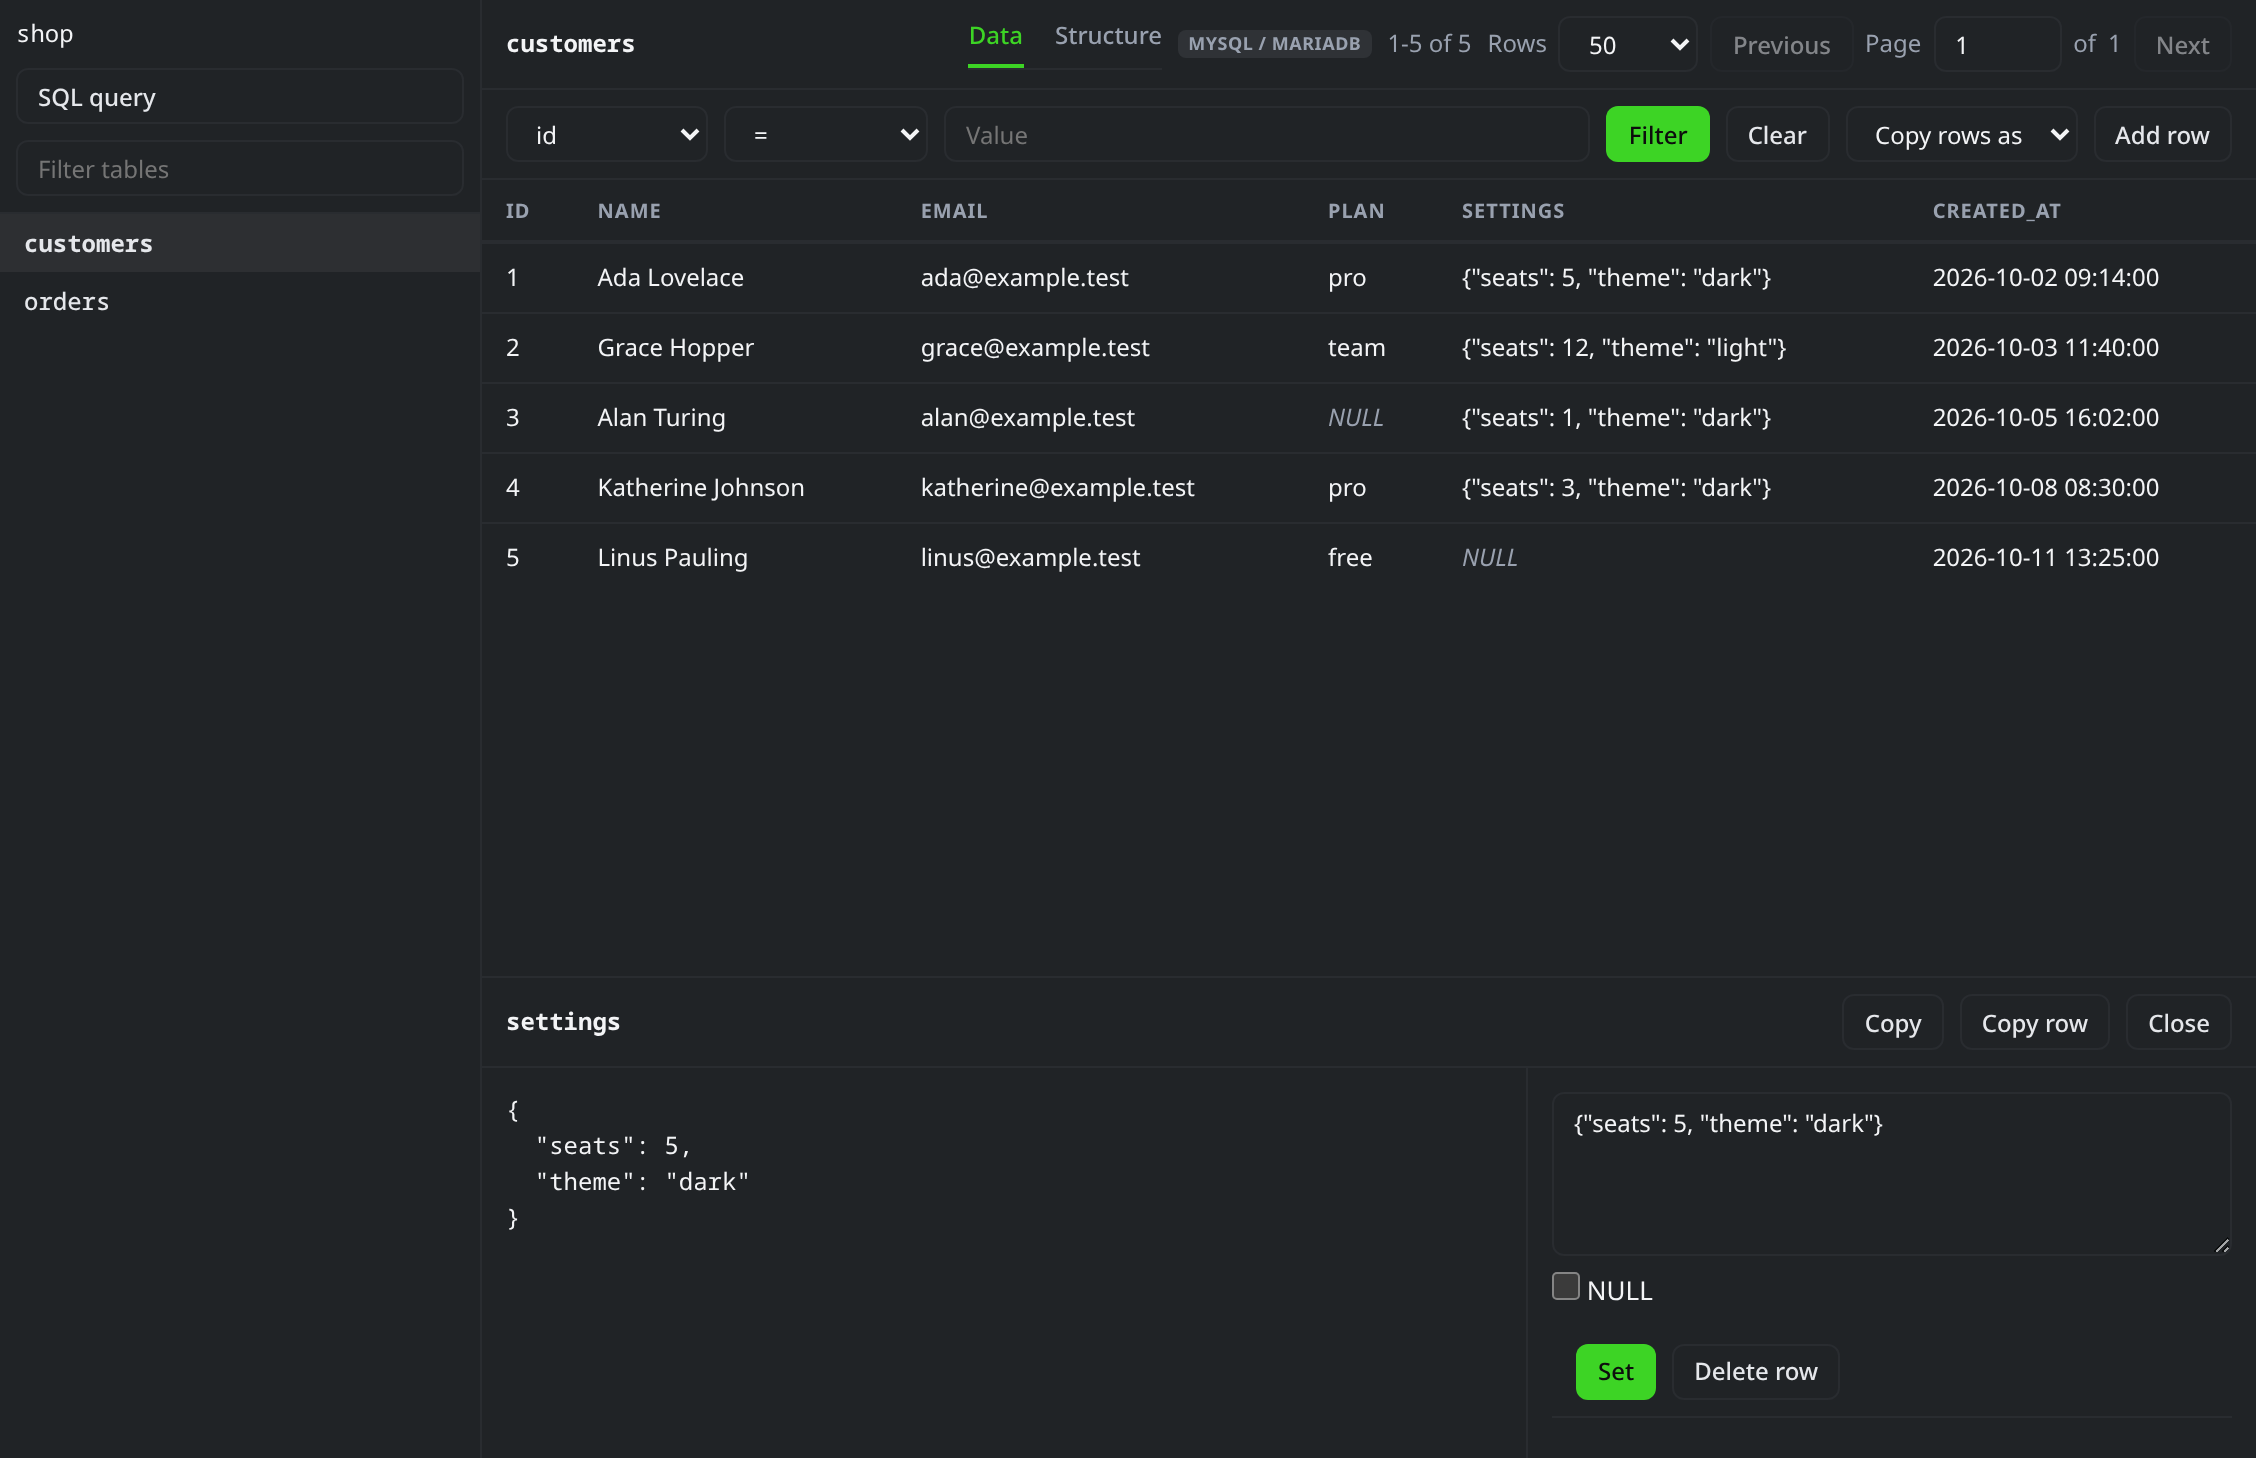 shop
SQL query
Filter tables
customers
orders
customers Data Structure MYSQL / MARIADB 1-5 of 5 Rows 50 Previous Page 1 of 1 Next
id = Value Filter Clear Copy rows as Add row
ID NAME EMAIL PLAN SETTINGS CREATED_AT
1 Ada Lovelace ada@example.test pro {"seats": 5, "theme": "dark"} 2026-10-02 09:14:00
2 Grace Hopper grace@example.test team {"seats": 12, "theme": "light"} 2026-10-03 11:40:00
3 Alan Turing alan@example.test NULL {"seats": 1, "theme": "dark"} 2026-10-05 16:02:00
4 Katherine Johnson katherine@example.test pro {"seats": 3, "theme": "dark"} 2026-10-08 08:30:00
5 Linus Pauling linus@example.test free NULL 2026-10-11 13:25:00
settings Copy Copy row Close
{
  "seats": 5,
  "theme": "dark"
}
{"seats": 5, "theme": "dark"}
NULL
Set Delete row